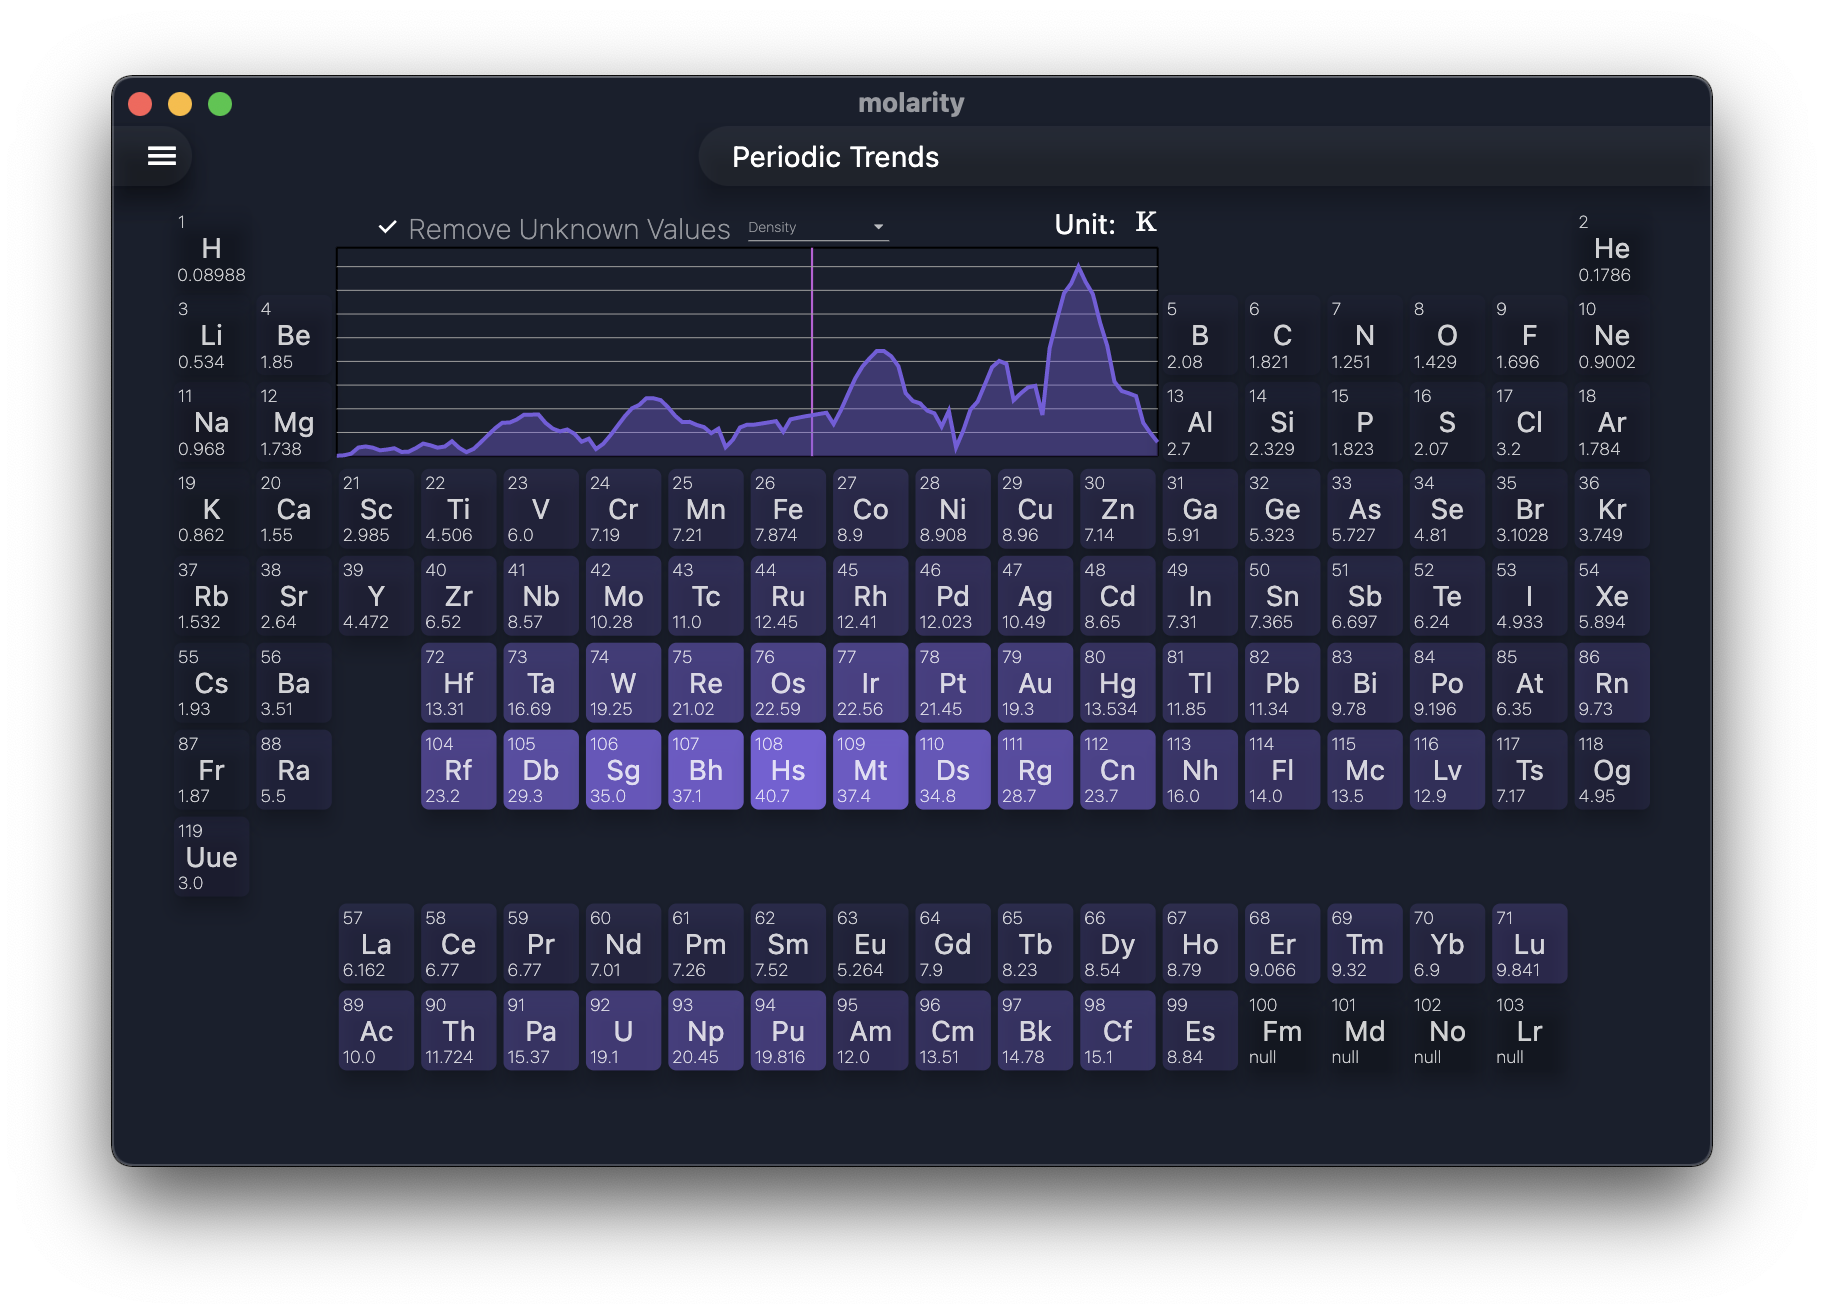 molarity
Periodic Trends
Remove Unknown Values Density Unit: K
1 H 0.08988
2 He 0.1786
3 Li 0.534
4 Be 1.85
5 B 2.08
6 C 1.821
7 N 1.251
8 O 1.429
9 F 1.696
10 Ne 0.9002
11 Na 0.968
12 Mg 1.738
13 Al 2.7
14 Si 2.329
15 P 1.823
16 S 2.07
17 Cl 3.2
18 Ar 1.784
19 K 0.862
20 Ca 1.55
21 Sc 2.985
22 Ti 4.506
23 V 6.0
24 Cr 7.19
25 Mn 7.21
26 Fe 7.874
27 Co 8.9
28 Ni 8.908
29 Cu 8.96
30 Zn 7.14
31 Ga 5.91
32 Ge 5.323
33 As 5.727
34 Se 4.81
35 Br 3.1028
36 Kr 3.749
37 Rb 1.532
38 Sr 2.64
39 Y 4.472
40 Zr 6.52
41 Nb 8.57
42 Mo 10.28
43 Tc 11.0
44 Ru 12.45
45 Rh 12.41
46 Pd 12.023
47 Ag 10.49
48 Cd 8.65
49 In 7.31
50 Sn 7.365
51 Sb 6.697
52 Te 6.24
53 I 4.933
54 Xe 5.894
55 Cs 1.93
56 Ba 3.51
72 Hf 13.31
73 Ta 16.69
74 W 19.25
75 Re 21.02
76 Os 22.59
77 Ir 22.56
78 Pt 21.45
79 Au 19.3
80 Hg 13.534
81 Tl 11.85
82 Pb 11.34
83 Bi 9.78
84 Po 9.196
85 At 6.35
86 Rn 9.73
87 Fr 1.87
88 Ra 5.5
104 Rf 23.2
105 Db 29.3
106 Sg 35.0
107 Bh 37.1
108 Hs 40.7
109 Mt 37.4
110 Ds 34.8
111 Rg 28.7
112 Cn 23.7
113 Nh 16.0
114 Fl 14.0
115 Mc 13.5
116 Lv 12.9
117 Ts 7.17
118 Og 4.95
119 Uue 3.0
57 La 6.162
58 Ce 6.77
59 Pr 6.77
60 Nd 7.01
61 Pm 7.26
62 Sm 7.52
63 Eu 5.264
64 Gd 7.9
65 Tb 8.23
66 Dy 8.54
67 Ho 8.79
68 Er 9.066
69 Tm 9.32
70 Yb 6.9
71 Lu 9.841
89 Ac 10.0
90 Th 11.724
91 Pa 15.37
92 U 19.1
93 Np 20.45
94 Pu 19.816
95 Am 12.0
96 Cm 13.51
97 Bk 14.78
98 Cf 15.1
99 Es 8.84
100 Fm null
101 Md null
102 No null
103 Lr null